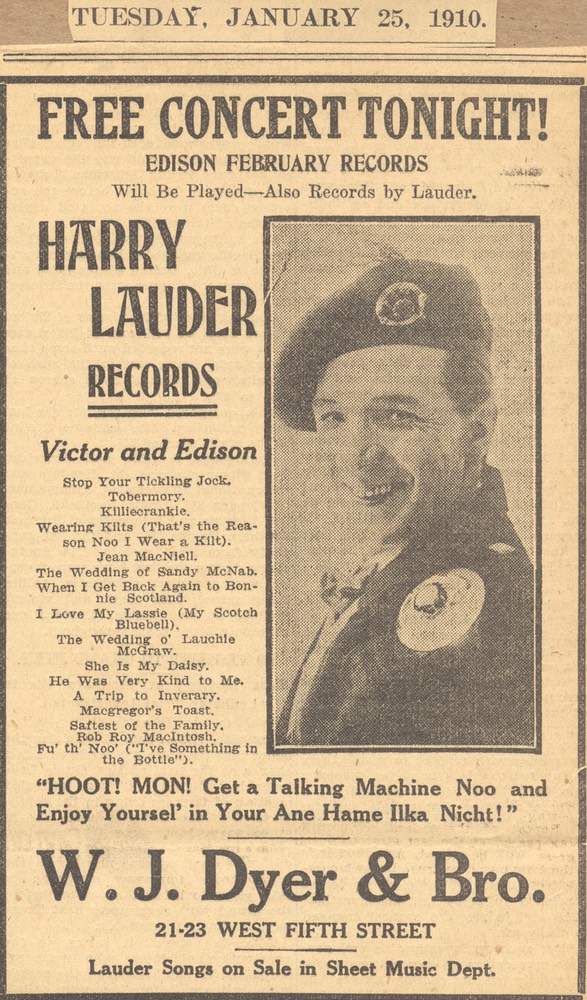 TUESDAY, JANUARY 25, 1910.
FREE CONCERT TONIGHT!
EDISON FEBRUARY RECORDS
Will Be Played—Also Records by Lauder.
HARRY
LAUDER
RECORDS
Victor and Edison
Stop Your Tickling Jock.
Tobermory.
Killiecrankie.
Wearing Kilts (That's the Rea-
son Noo I Wear a Kilt).
Jean MacNiell.
The Wedding of Sandy McNab.
When I Get Back Again to Bon-
nie Scotland.
I Love My Lassie (My Scotch
Bluebell).
The Wedding o' Lauchie
McGraw.
She Is My Daisy.
He Was Very Kind to Me.
A Trip to Inverary.
Macgregor's Toast.
Saftest of the Family.
Rob Roy MacIntosh.
Fu' th' Noo' ("I've Something in
the Bottle").
"HOOT! MON! Get a Talking Machine Noo and
Enjoy Yoursel' in Your Ane Hame Ilka Nicht!"
W. J. Dyer & Bro.
21-23 WEST FIFTH STREET
Lauder Songs on Sale in Sheet Music Dept.